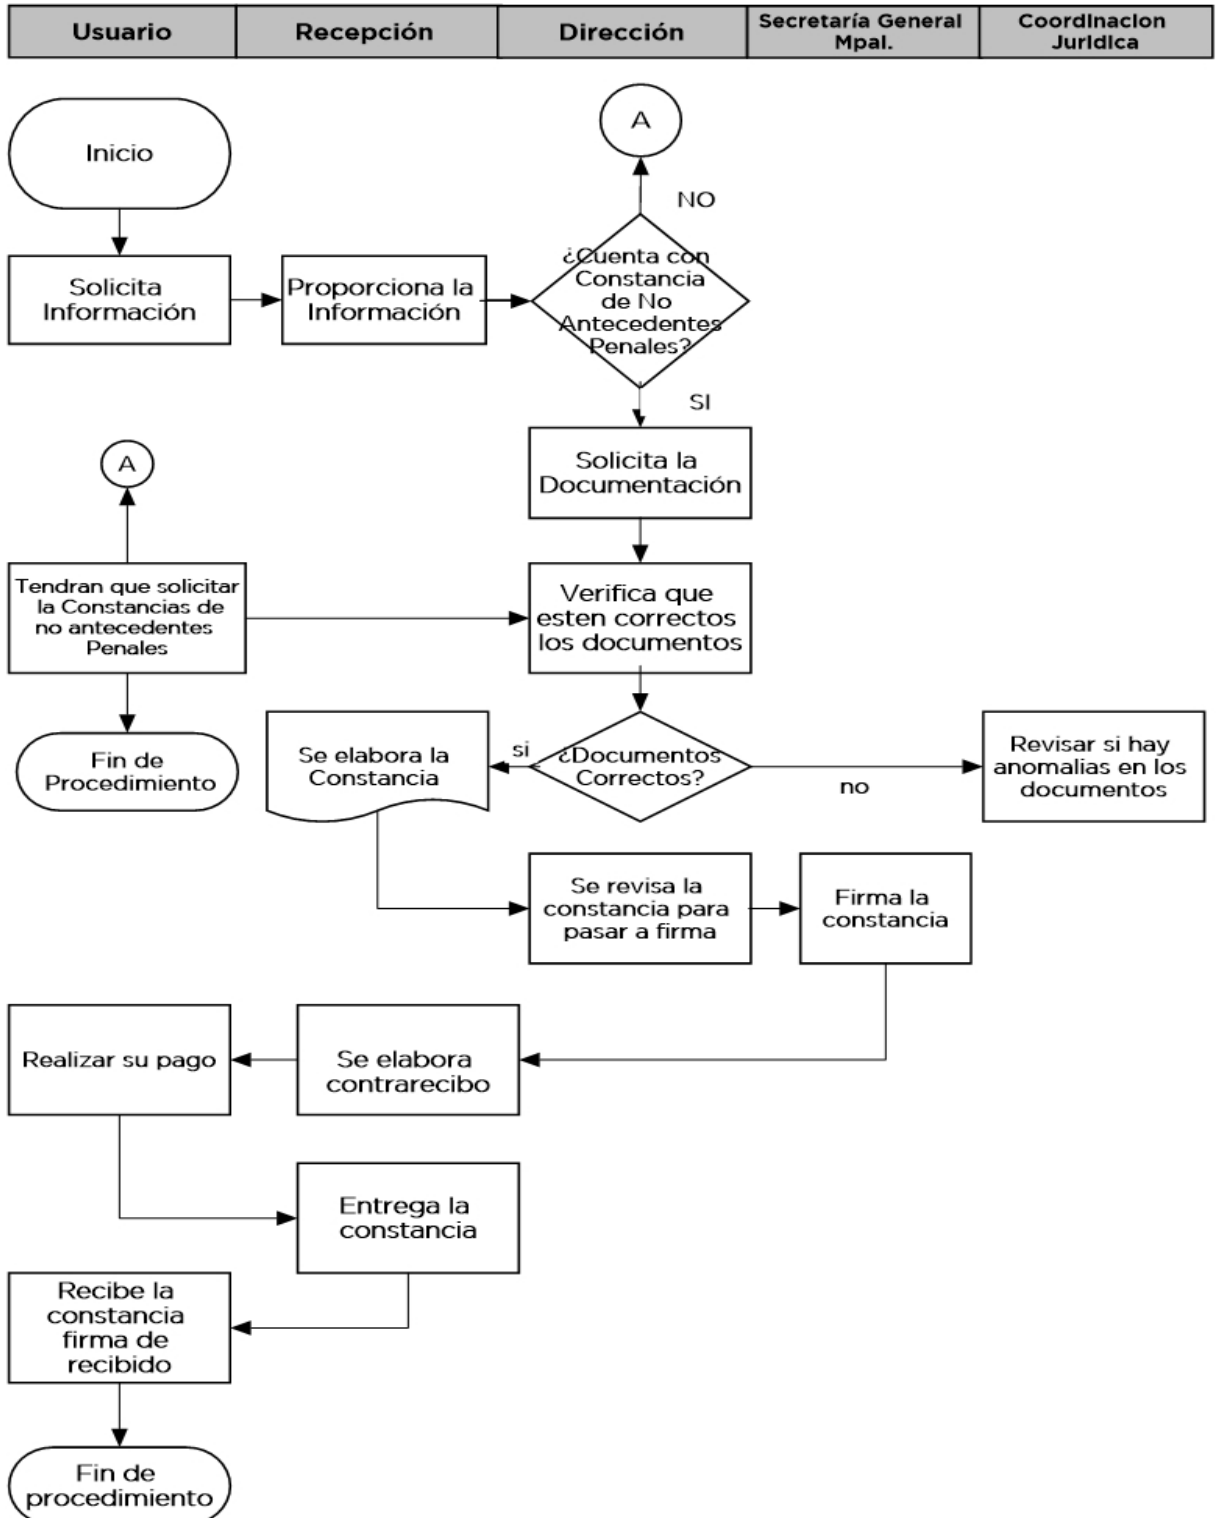 Usuario
Recepción
Dirección
Secretaría General
Mpal.
Coordinacion
Juridica
A
Inicio
NO
¿Cuenta con
Constancia
de No
Antecedentes
Penales?
Solicita
Información
Proporciona la
Información
SI
A
Solicita la
Documentación
Tendran que solicitar
la Constancias de
no antecedentes
Penales
Verifica que
esten correctos
los documentos
Fin de
Procedimiento
Se elabora la
Constancia
si
¿Documentos
Correctos?
no
Revisar si hay
anomalias en los
documentos
Se revisa la
constancia para
pasar a firma
Firma la
constancia
Realizar su pago
Se elabora
contrarecibo
Entrega la
constancia
Recibe la
constancia
firma de
recibido
Fin de
procedimiento